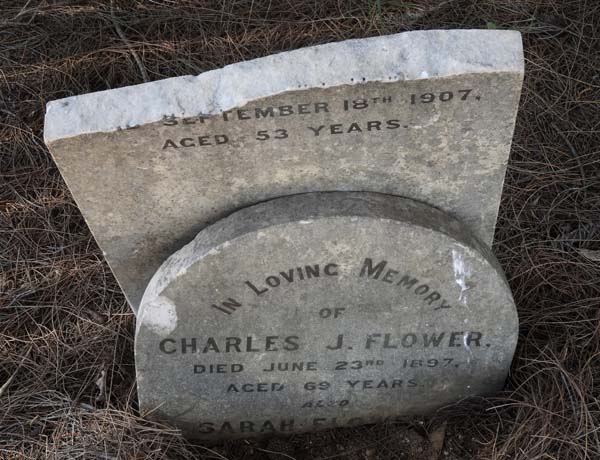 SEPTEMBER 18TH 1907.
AGED 53 YEARS.
IN LOVING MEMORY
OF
CHARLES J. FLOWER.
DIED JUNE 23RD 1897.
AGED 69 YEARS.
ALSO
SARAH